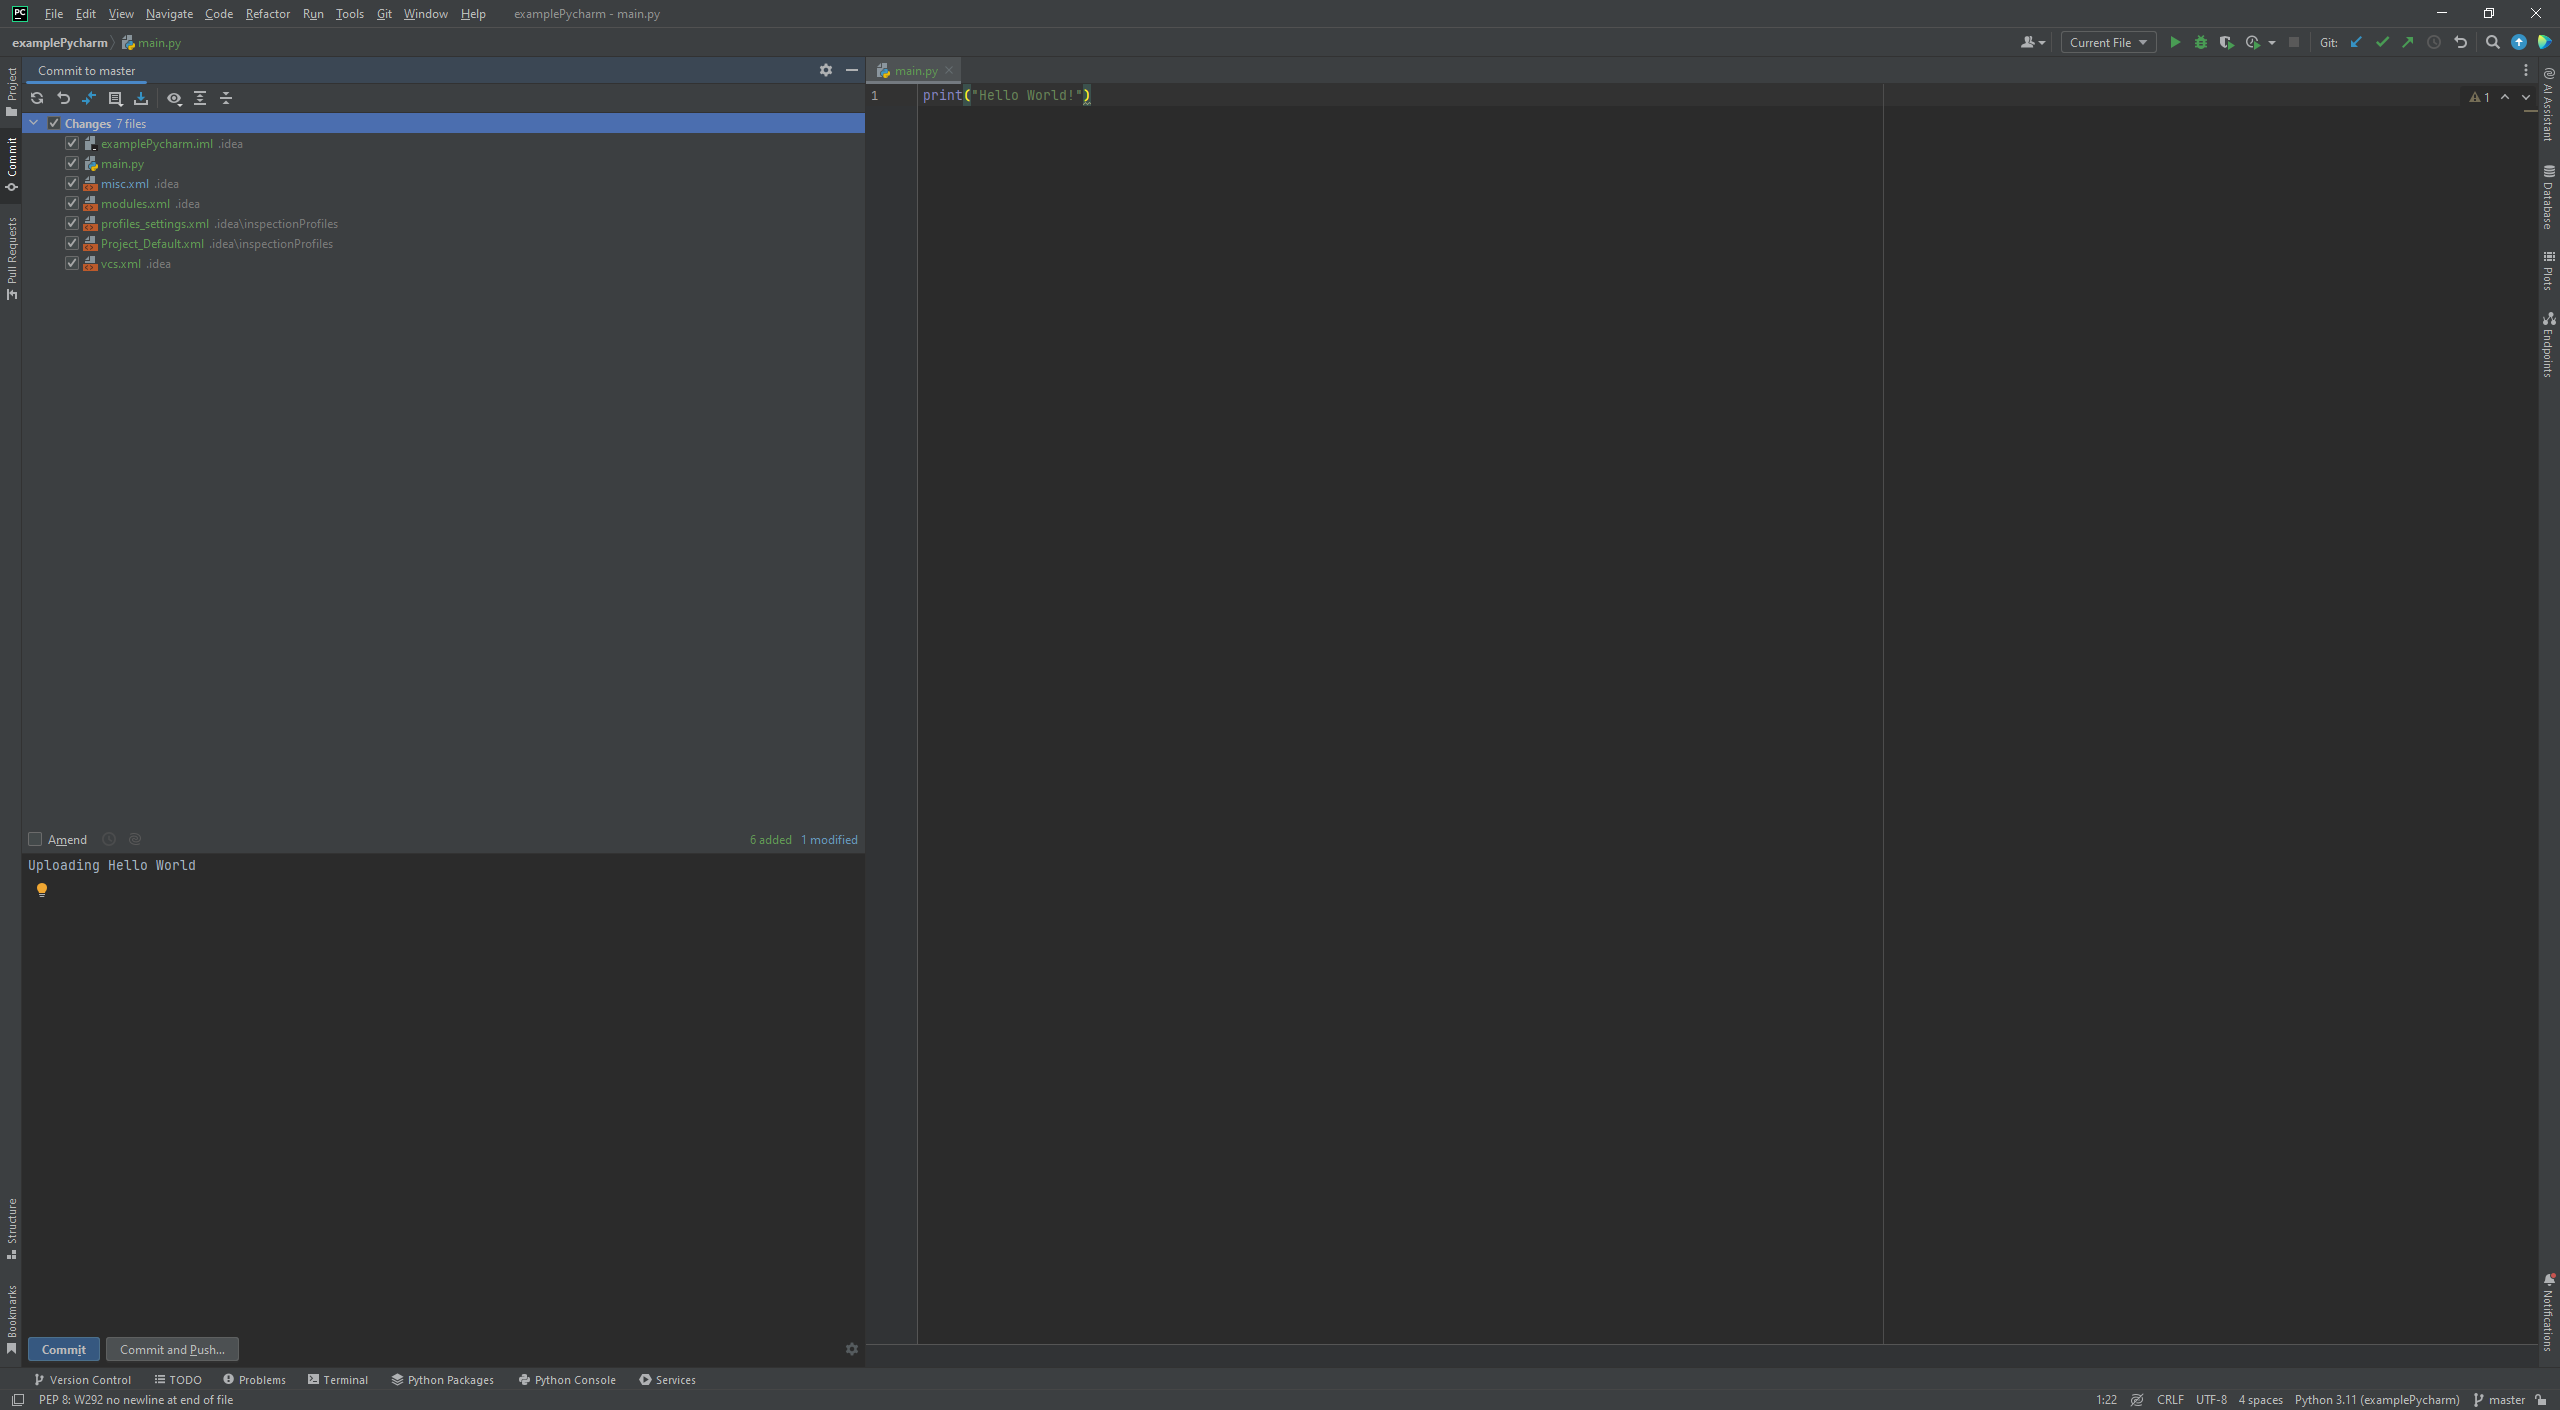 PC File Edit View Navigate Code Refactor Run Tools Git Window Help examplePycharm - main.py
examplePycharm main.py Current File Git:
Commit to master
main.py
1 print("Hello World!") 1
Changes 7 files
examplePycharm.iml .idea
main.py
misc.xml .idea
modules.xml .idea
profiles_settings.xml .idea\inspectionProfiles
Project_Default.xml .idea\inspectionProfiles
vcs.xml .idea
Project
Commit
Pull Requests
Structure
Bookmarks
AI Assistant
Database
Plots
Endpoints
Notifications
Amend 6 added 1 modified
Uploading Hello World
Commit Commit and Push...
Version Control TODO Problems Terminal Python Packages Python Console Services
PEP 8: W292 no newline at end of file 1:22 CRLF UTF-8 4 spaces Python 3.11 (examplePycharm) master